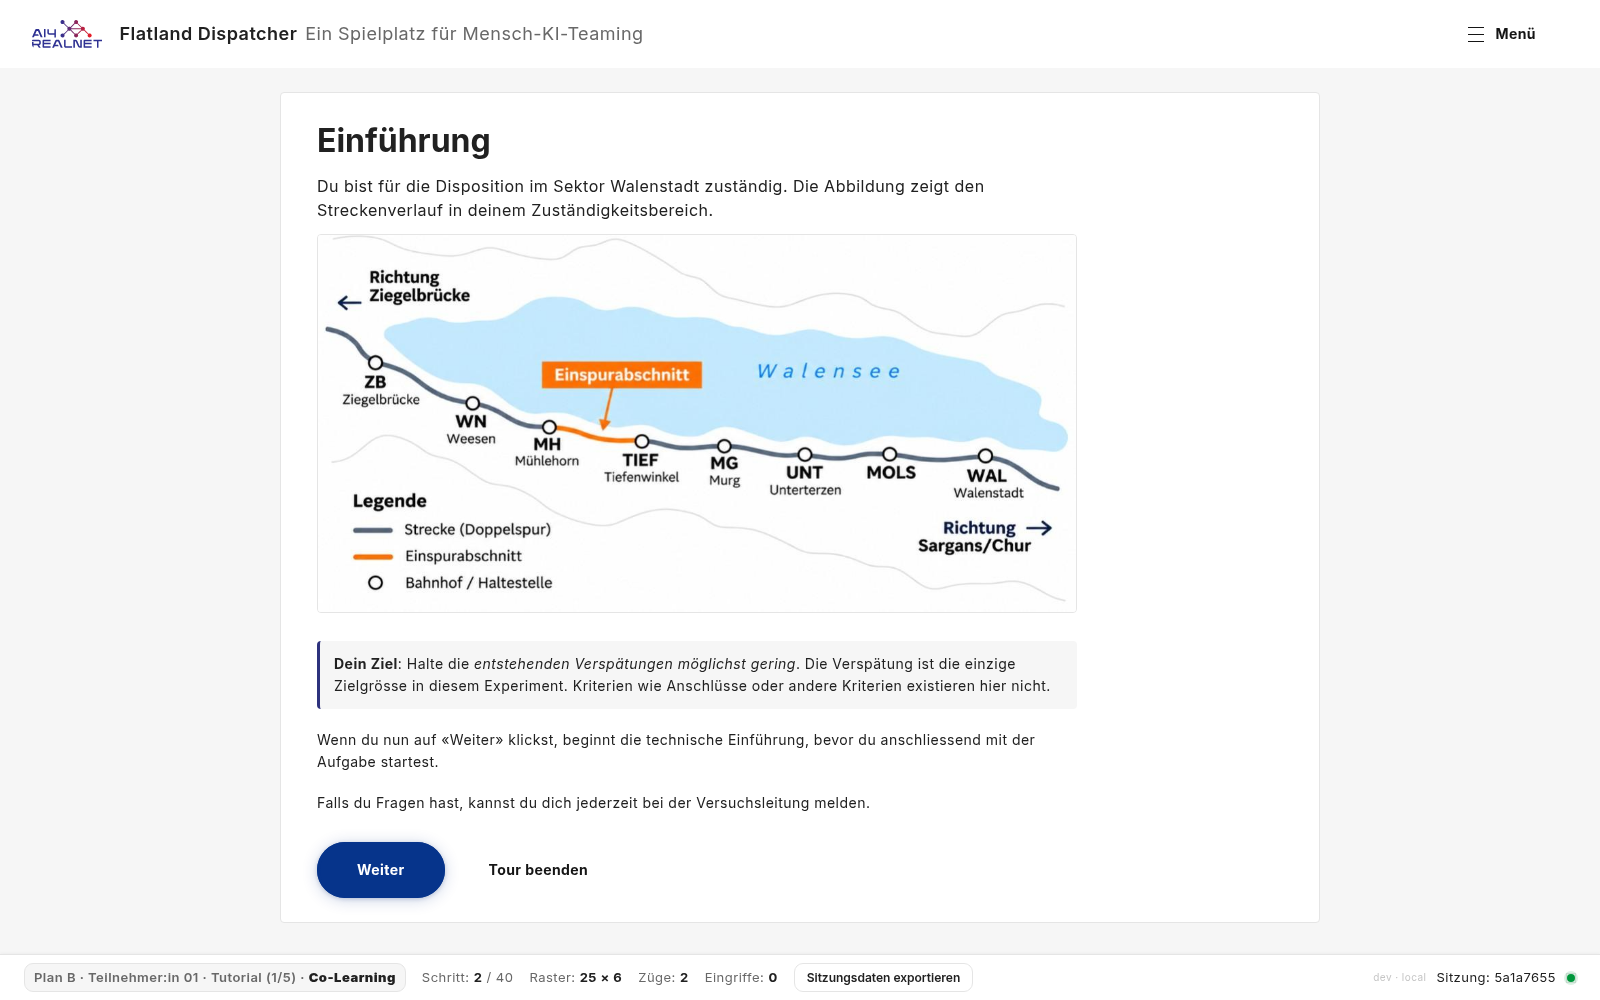 AI4
REALNET
Flatland Dispatcher Ein Spielplatz für Mensch-KI-Teaming
Menü
Einführung
Du bist für die Disposition im Sektor Walenstadt zuständig. Die Abbildung zeigt den
Streckenverlauf in deinem Zuständigkeitsbereich.
Richtung
Ziegelbrücke
Walensee
Einspurabschnitt
ZB
Ziegelbrücke
WN
Weesen
MH
Mühlehorn
TIEF
Tiefenwinkel
MG
Murg
UNT
Unterterzen
MOLS
WAL
Walenstadt
Legende
Strecke (Doppelspur)
Einspurabschnitt
Bahnhof / Haltestelle
Richtung
Sargans/Chur
Dein Ziel: Halte die entstehenden Verspätungen möglichst gering. Die Verspätung ist die einzige
Zielgrösse in diesem Experiment. Kriterien wie Anschlüsse oder andere Kriterien existieren hier nicht.
Wenn du nun auf «Weiter» klickst, beginnt die technische Einführung, bevor du anschliessend mit der
Aufgabe startest.
Falls du Fragen hast, kannst du dich jederzeit bei der Versuchsleitung melden.
Weiter
Tour beenden
Plan B · Teilnehmer:in 01 · Tutorial (1/5) · Co-Learning
Schritt: 2 / 40
Raster: 25 × 6
Züge: 2
Eingriffe: 0
Sitzungsdaten exportieren
dev · local
Sitzung: 5a1a7655